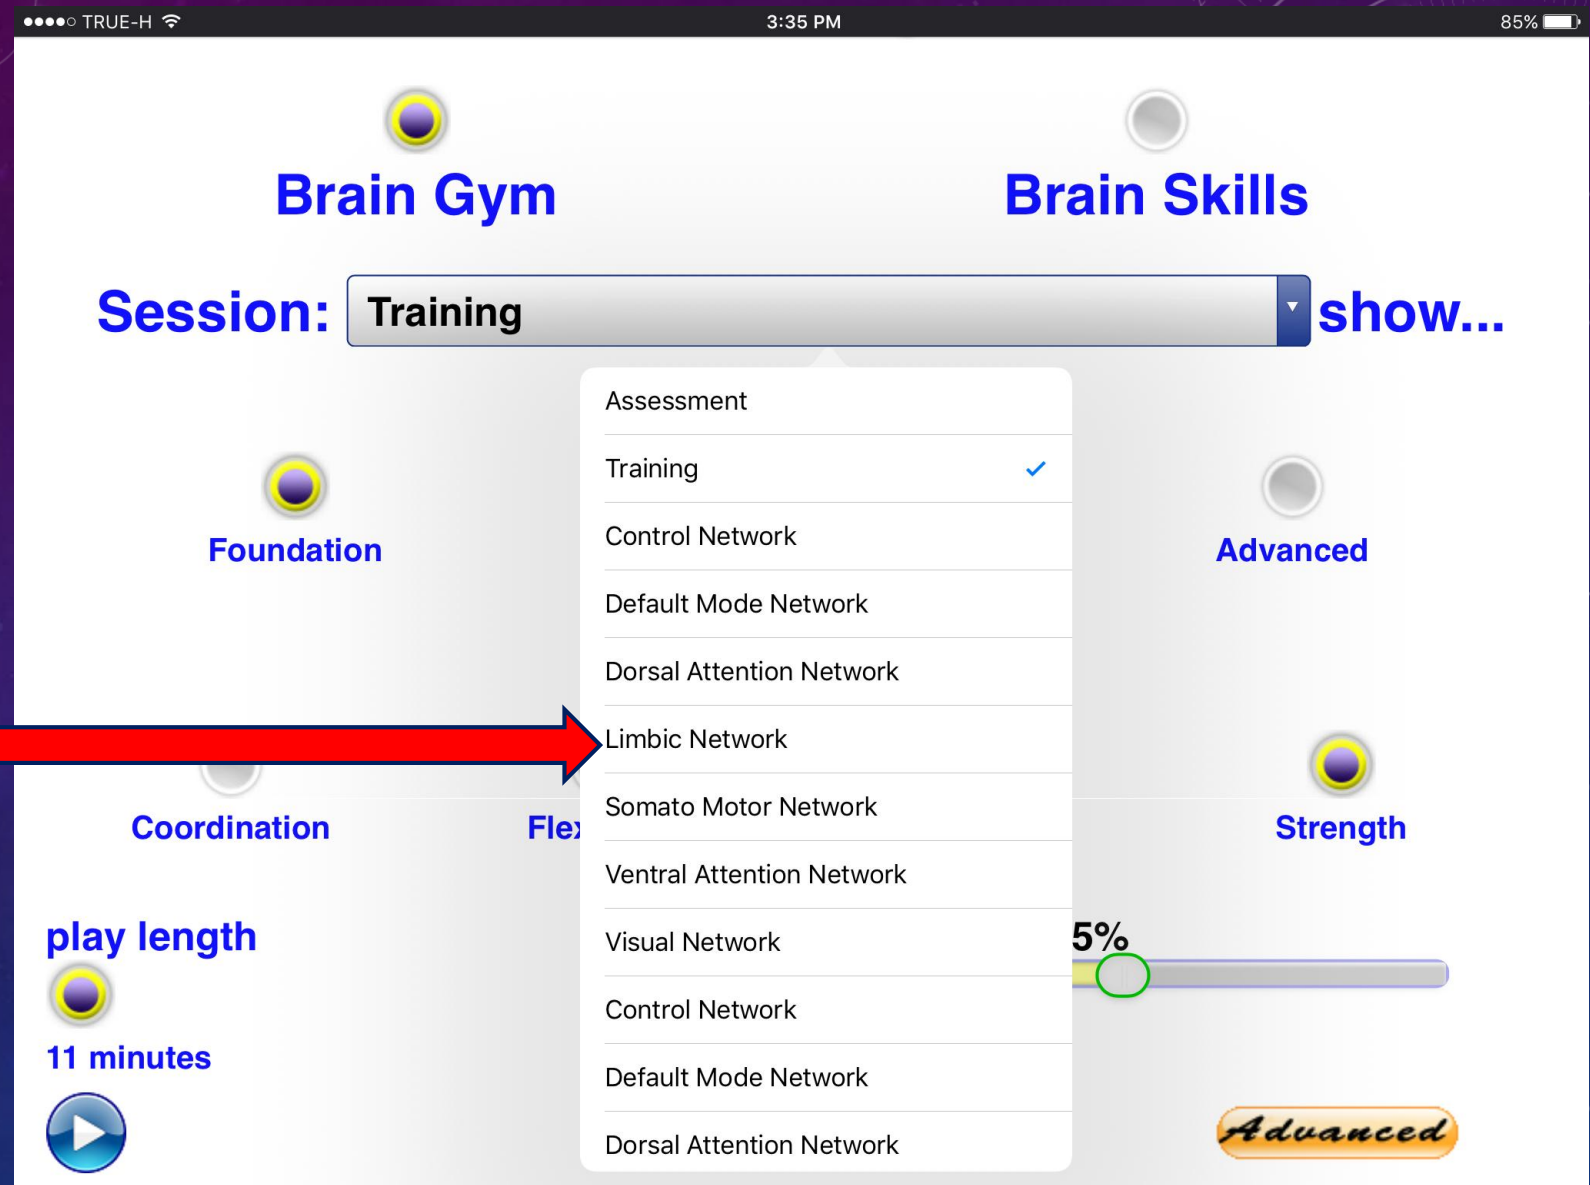 TRUE-H 3:35 PM 85%
Brain Gym Brain Skills
Session: Training show...
Assessment
Training
Control Network
Foundation Advanced
Default Mode Network
Dorsal Attention Network
Limbic Network
Somato Motor Network
Coordination Strength
Ventral Attention Network
play length Visual Network 5%
Control Network
11 minutes
Default Mode Network
Dorsal Attention Network Advanced